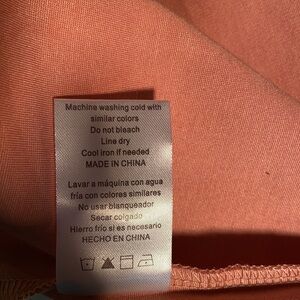 Machine washing cold with
similar colors
Do not bleach
Line dry
Cool iron if needed
MADE IN CHINA
Lavar a máquina con agua
fría con colores similares
No usar blanqueador
Secar colgado
Hierro frío si es necesario
HECHO EN CHINA